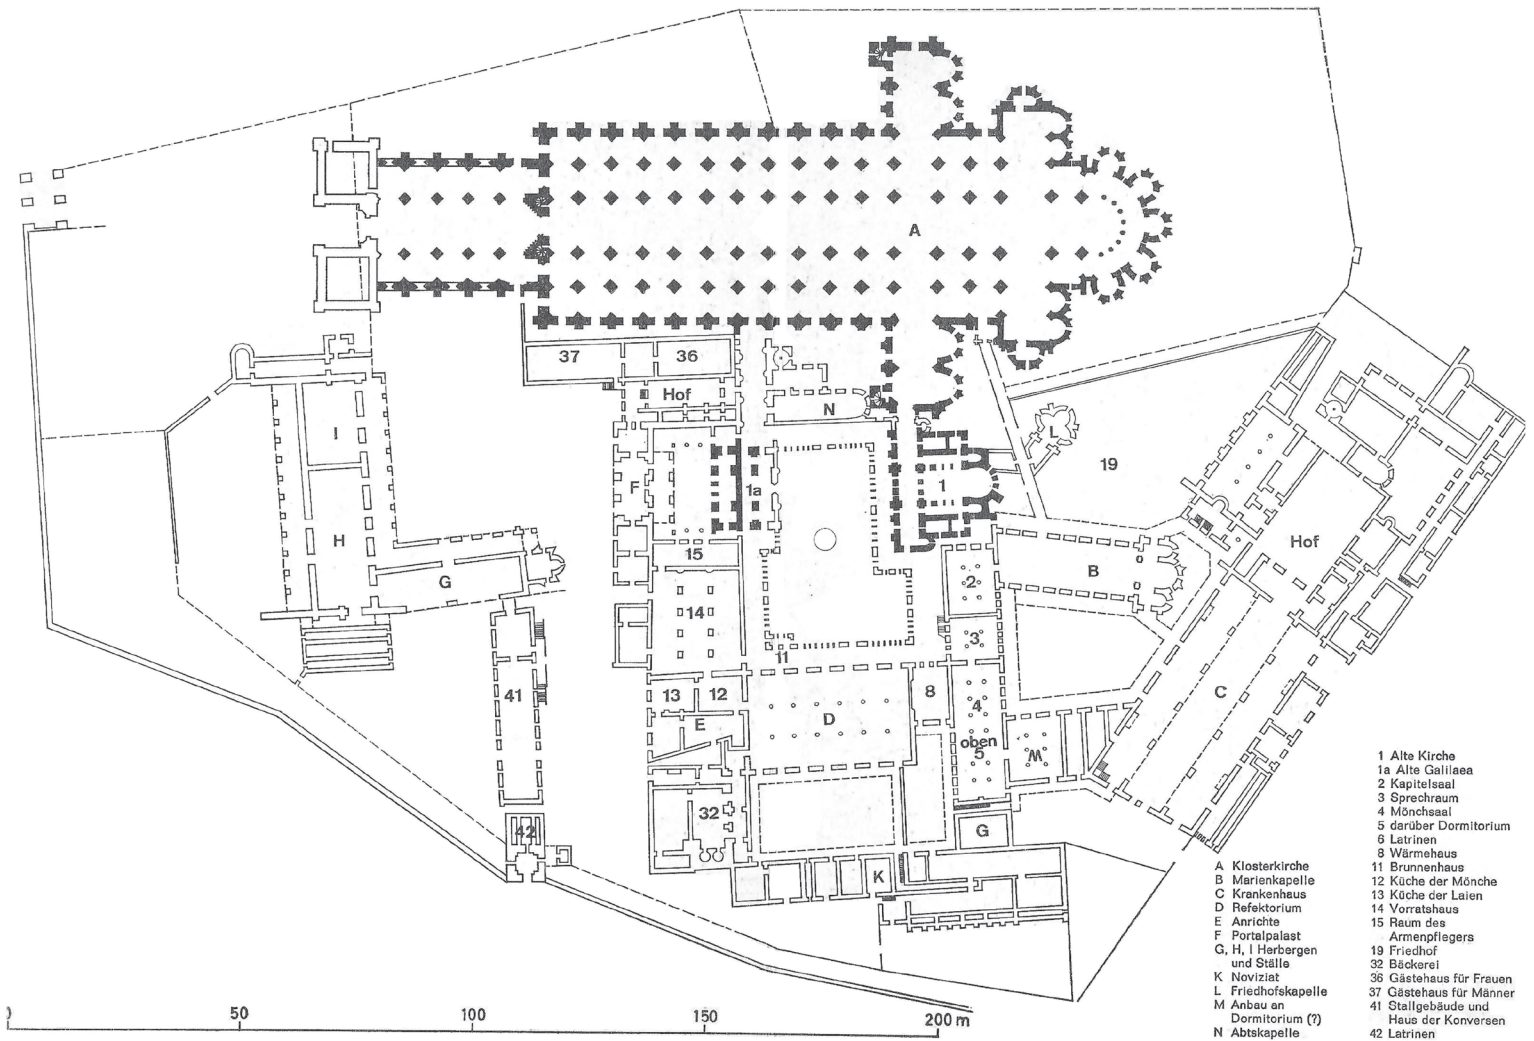 A
37
36
Hof
N
L
19
I
F
1a
1
H
15
Hof
G
2
B
14
3
11
41
13
12
8
4
C
E
D
oben
5
W
32
42
G
K
0
50
100
150
200 m
A Klosterkirche
B Marienkapelle
C Krankenhaus
D Refektorium
E Anrichte
F Portalpalast
G, H, I Herbergen
und Ställe
K Noviziat
L Friedhofskapelle
M Anbau an
Dormitorium (?)
N Abtskapelle
1 Alte Kirche
1a Alte Galilaea
2 Kapitelsaal
3 Sprechraum
4 Mönchsaal
5 darüber Dormitorium
6 Latrinen
8 Wärmehaus
11 Brunnenhaus
12 Küche der Mönche
13 Küche der Laien
14 Vorratshaus
15 Raum des
Armenpflegers
19 Friedhof
32 Bäckerei
36 Gästehaus für Frauen
37 Gästehaus für Männer
41 Stallgebäude und
Haus der Konversen
42 Latrinen